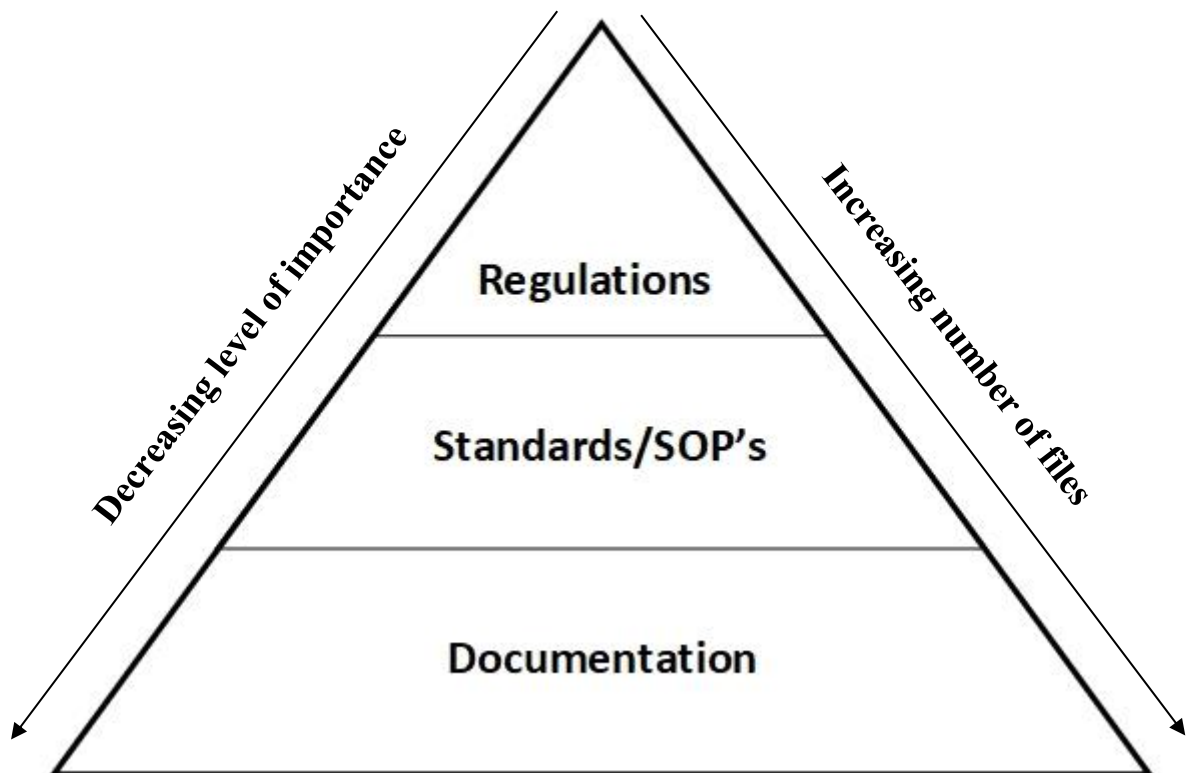 Decreasing level of importance
Increasing number of files
Regulations
Standards/SOP’s
Documentation